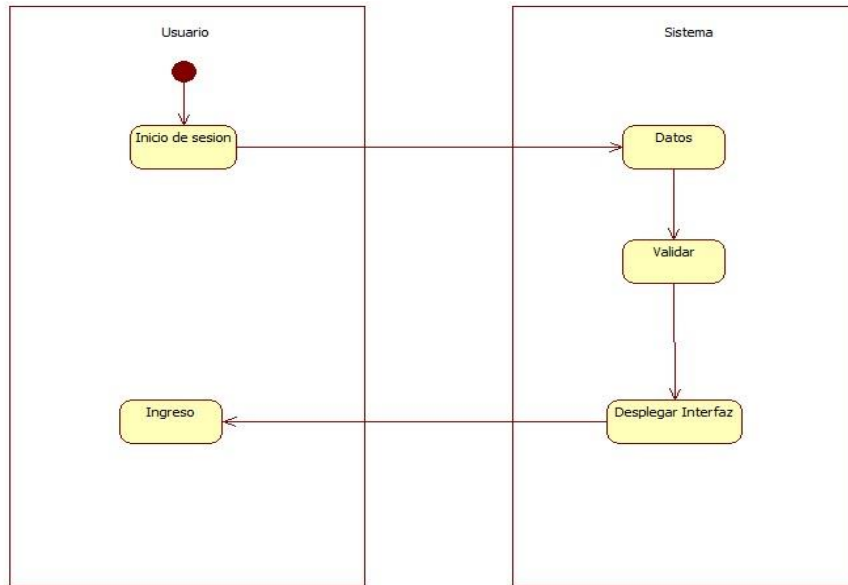 Usuario
Sistema
Inicio de sesion
Datos
Validar
Ingreso
Desplegar Interfaz